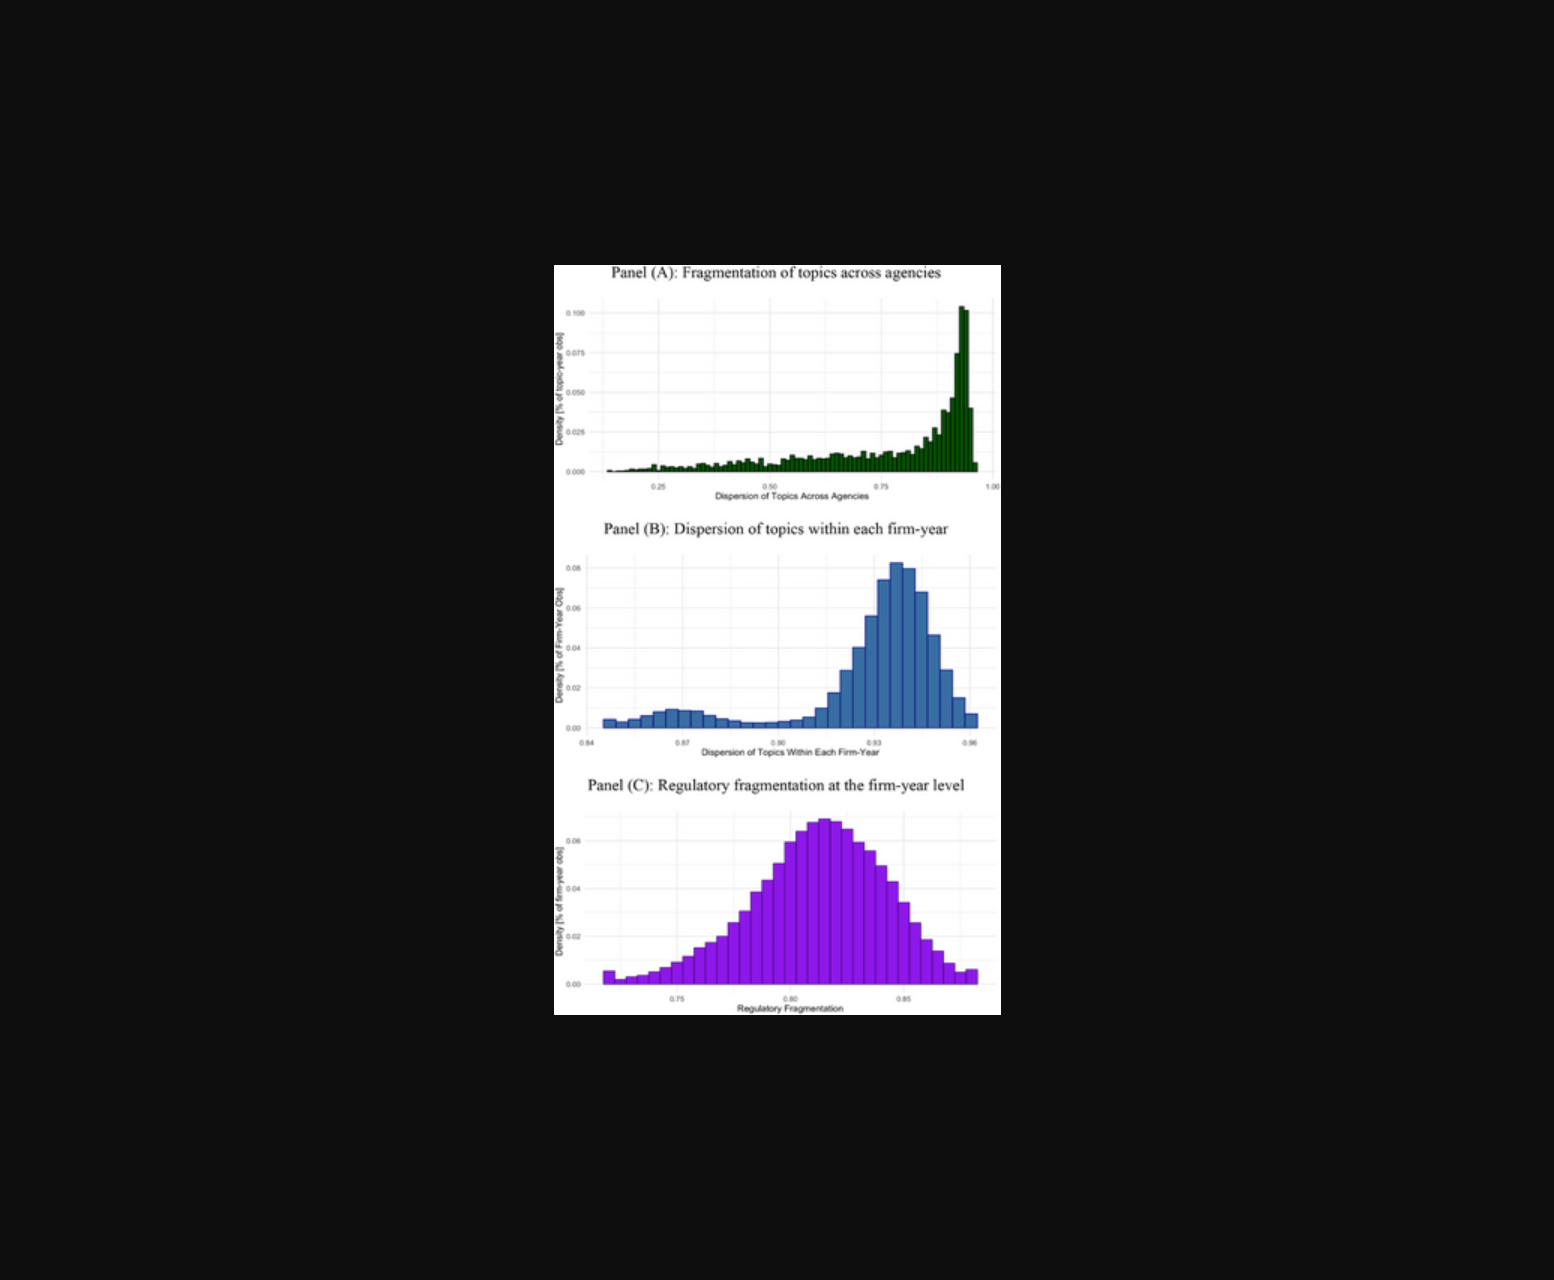 Panel (A): Fragmentation of topics across agencies
Density [% of topic-year obs]
0.100
0.075
0.050
0.025
0.000
0.25 0.50 0.75 1.00
Dispersion of Topics Across Agencies
Panel (B): Dispersion of topics within each firm-year
Density [% of Firm-Year Obs]
0.08
0.06
0.04
0.02
0.00
0.84 0.87 0.90 0.93 0.96
Dispersion of Topics Within Each Firm-Year
Panel (C): Regulatory fragmentation at the firm-year level
Density [% of firm-year obs]
0.06
0.04
0.02
0.00
0.75 0.80 0.85
Regulatory Fragmentation